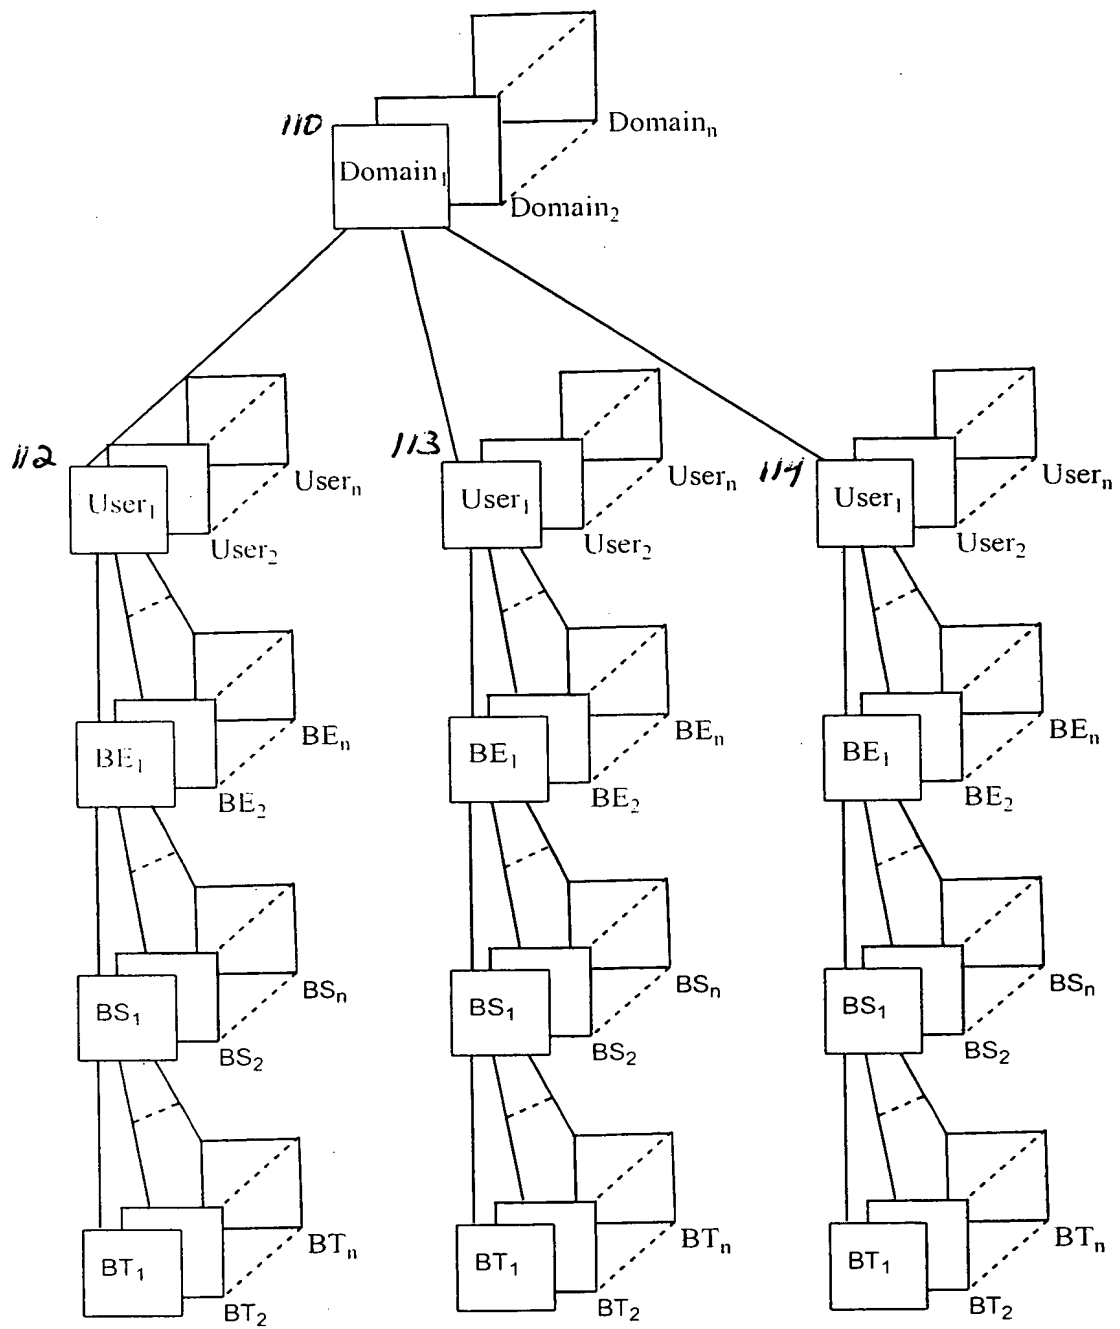 110
Domain₁
Domainₙ
Domain₂
112
User₁
Userₙ
User₂
113
User₁
Userₙ
User₂
114
User₁
Userₙ
User₂
BE₁
BEₙ
BE₂
BE₁
BEₙ
BE₂
BE₁
BEₙ
BE₂
BS₁
BSₙ
BS₂
BS₁
BSₙ
BS₂
BS₁
BSₙ
BS₂
BT₁
BTₙ
BT₂
BT₁
BTₙ
BT₂
BT₁
BTₙ
BT₂